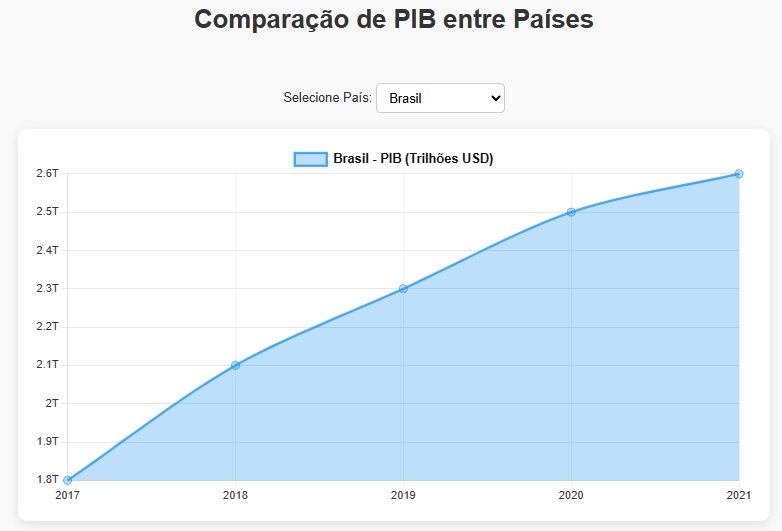 Comparação de PIB entre Países
Selecione País: Brasil
Brasil - PIB (Trilhões USD)
2.6T
2.5T
2.4T
2.3T
2.2T
2.1T
2T
1.9T
1.8T
2017 2018 2019 2020 2021